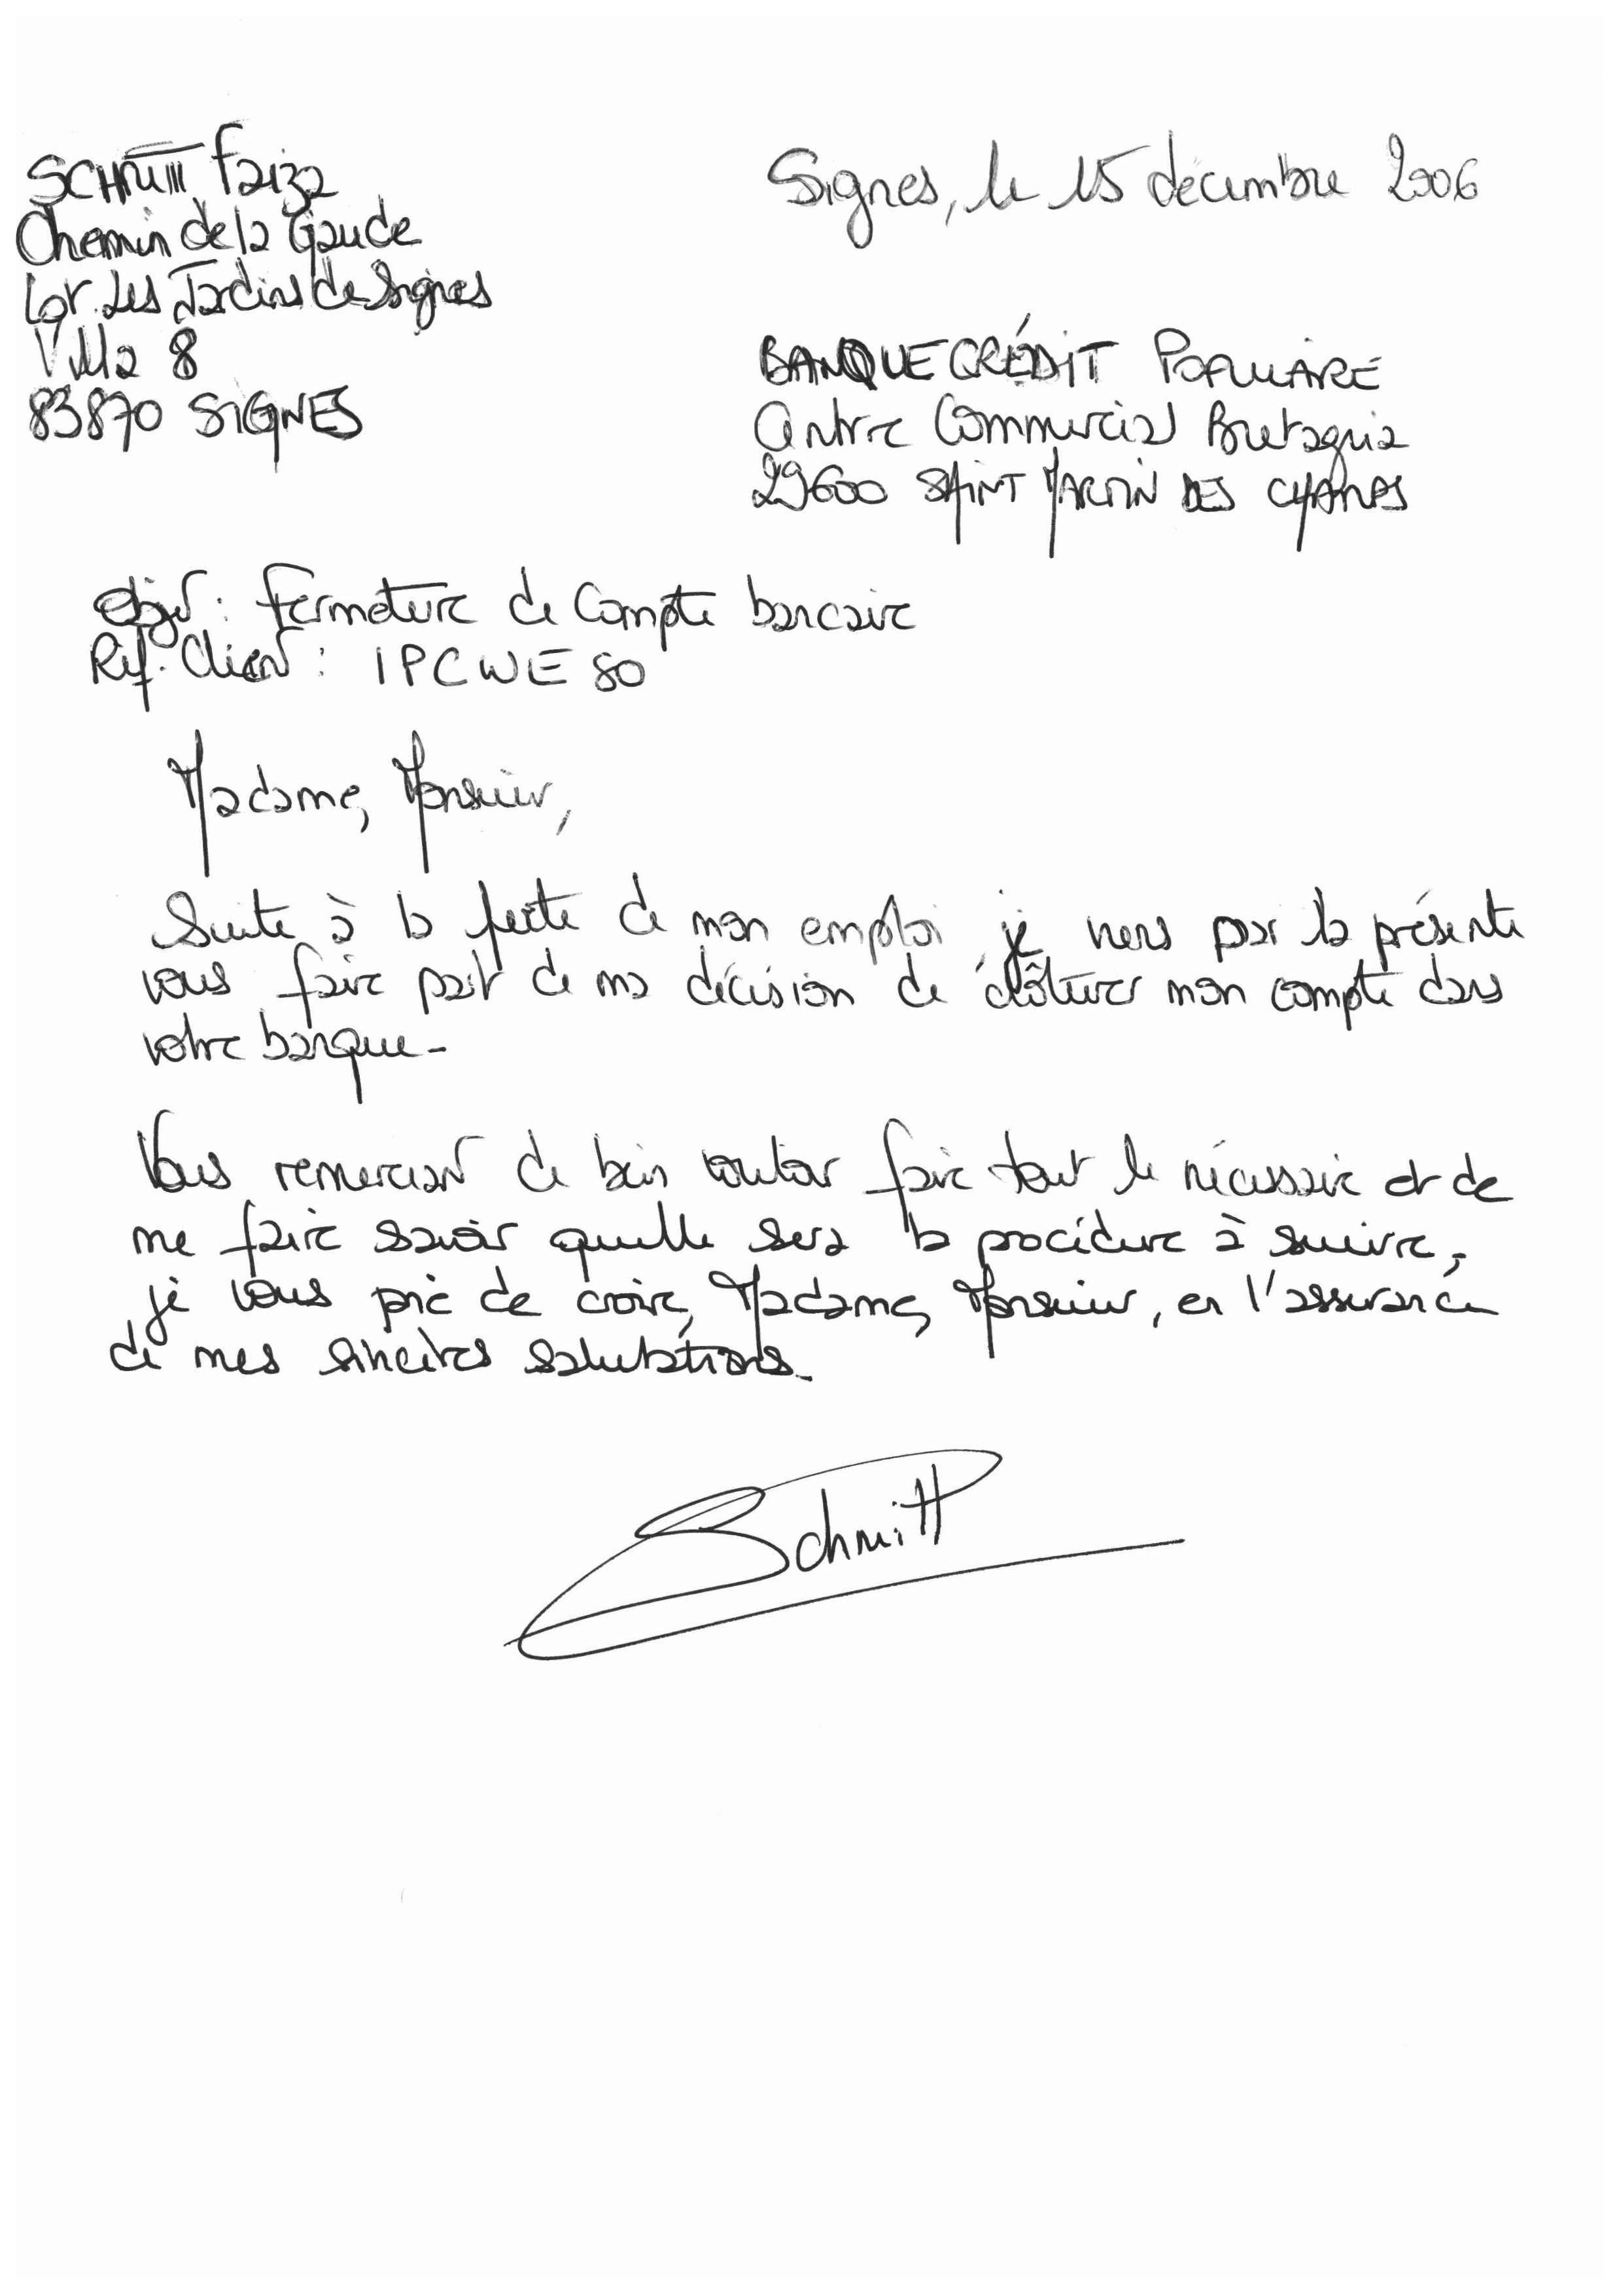 SCHMITT Faiza
Chemin de la Gaude
Lot. Les Jardins de Signes
Villa 8
83870 SIGNES
Signes, le 15 décembre 2006
BANQUE CRÉDIT POPULAIRE
Centre Commercial Bretagnia
29600 SAINT MARTIN DES CHAMPS
Objet : Fermeture de Compte bancaire
Réf. Client : IPCWE80
Madame, Monsieur,
Suite à la perte de mon emploi, je viens par la présente
vous faire part de ma décision de clôturer mon compte dans
votre banque.
Vous remerciant de bien vouloir faire tout le nécessaire et de
me faire savoir quelle sera la procédure à suivre,
je vous prie de croire, Madame, Monsieur, en l'assurance
de mes sincères salutations.
Schmitt